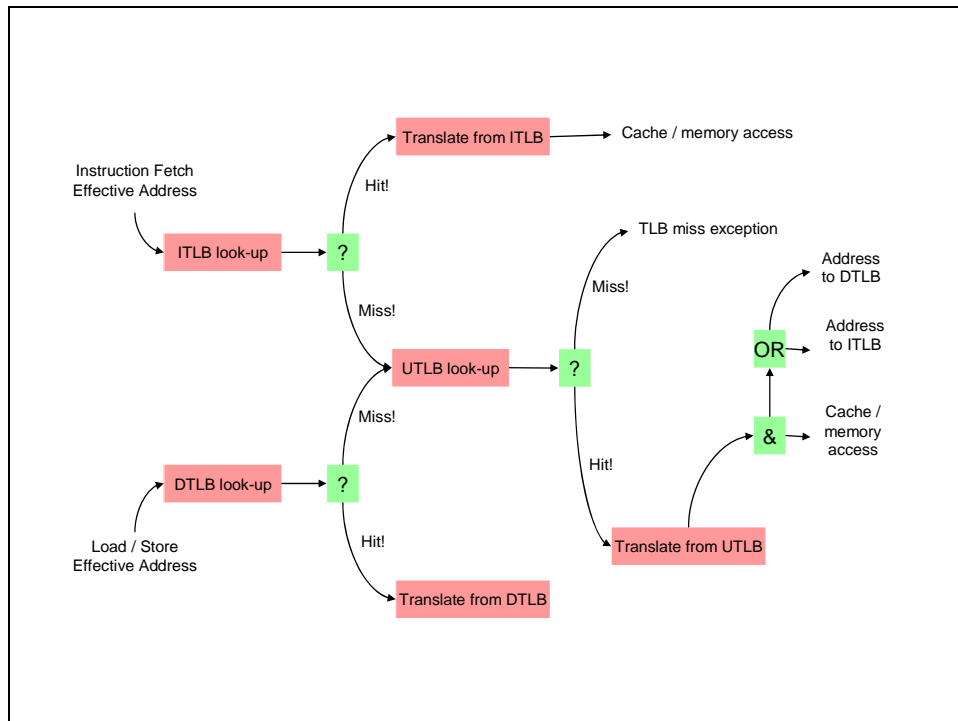 Translate from ITLB
Cache / memory access
Instruction Fetch
Effective Address
Hit!
TLB miss exception
ITLB look-up
?
Address
to DTLB
Miss!
Miss!
Address
to ITLB
OR
UTLB look-up
?
Miss!
Cache /
memory
access
&
Hit!
DTLB look-up
?
Load / Store
Effective Address
Hit!
Translate from UTLB
Translate from DTLB